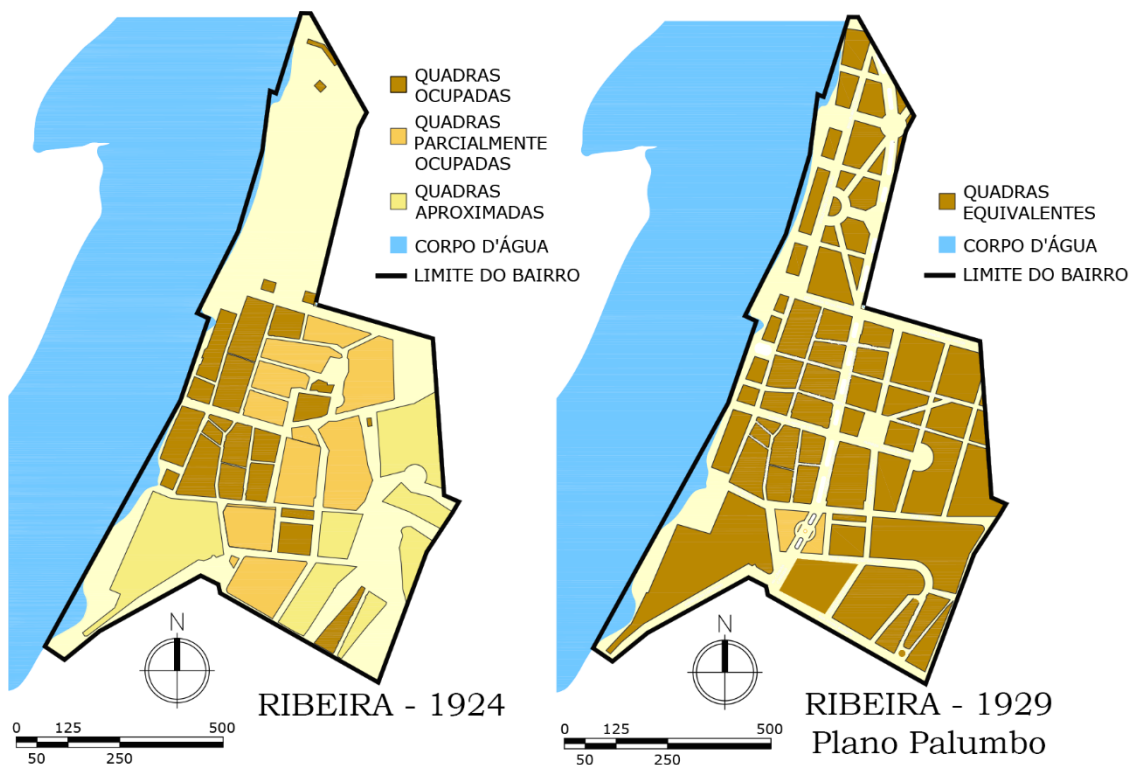 QUADRAS
OCUPADAS
QUADRAS
PARCIALMENTE
OCUPADAS
QUADRAS
APROXIMADAS
CORPO D'ÁGUA
LIMITE DO BAIRRO
N
RIBEIRA - 1924
0 125 500
50 250
QUADRAS
EQUIVALENTES
CORPO D'ÁGUA
LIMITE DO BAIRRO
N
RIBEIRA - 1929
Plano Palumbo
0 125 500
50 250